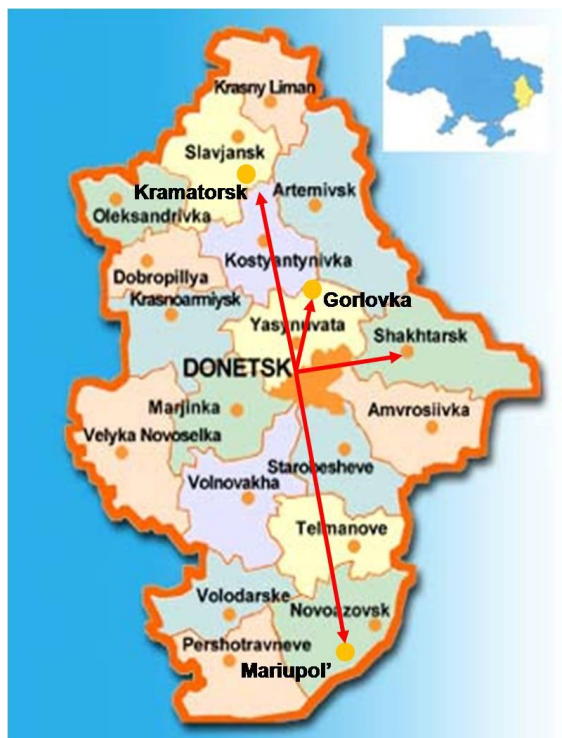 Krasny Liman
Slavjansk
Kramatorsk
Artemivsk
Oleksandrivka
Kostyantynivka
Dobropillya
Krasnoarmiysk
Gorlovka
Yasynuvata
Shakhtarsk
DONETSK
Marjinka
Amvrosiivka
Velyka Novoselka
Starobesheve
Volnovakha
Telmanove
Volodarske
Novoazovsk
Pershotravneve
Mariupol’